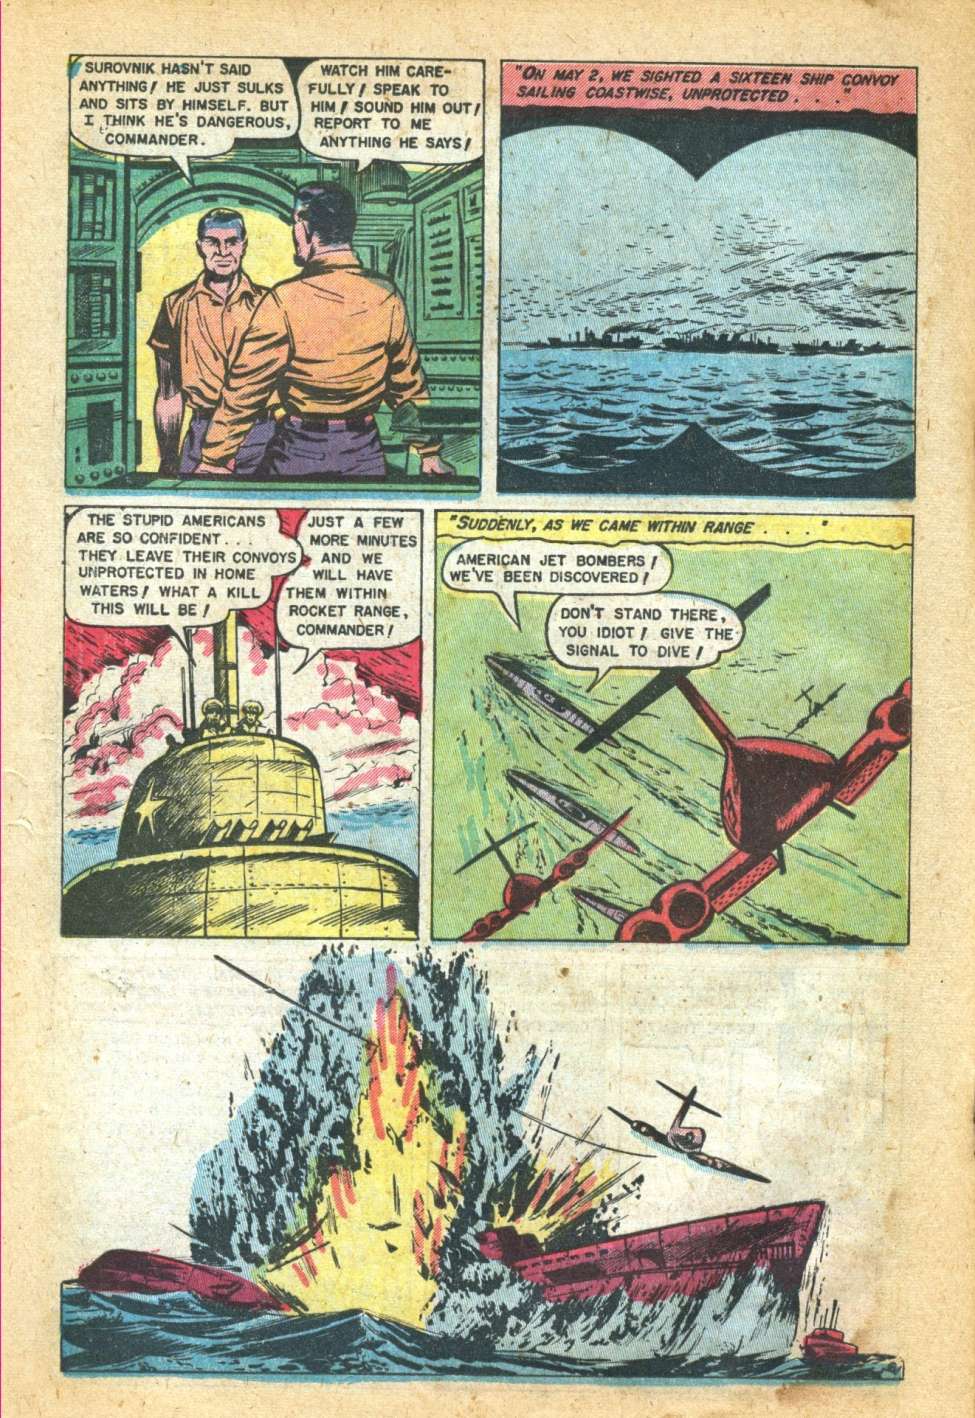 SUROVNIK HASN'T SAID
ANYTHING! HE JUST SULKS
AND SITS BY HIMSELF. BUT
I THINK HE'S DANGEROUS,
COMMANDER.
WATCH HIM CARE-
FULLY! SPEAK TO
HIM! SOUND HIM OUT!
REPORT TO ME
ANYTHING HE SAYS!
"ON MAY 2, WE SIGHTED A SIXTEEN SHIP CONVOY
SAILING COASTWISE, UNPROTECTED . . ."
THE STUPID AMERICANS
ARE SO CONFIDENT . . .
THEY LEAVE THEIR CONVOYS
UNPROTECTED IN HOME
WATERS! WHAT A KILL
THIS WILL BE!
JUST A FEW
MORE MINUTES
AND WE
WILL HAVE
THEM WITHIN
ROCKET RANGE,
COMMANDER!
"SUDDENLY, AS WE CAME WITHIN RANGE . . . . "
AMERICAN JET BOMBERS!
WE'VE BEEN DISCOVERED!
DON'T STAND THERE,
YOU IDIOT! GIVE THE
SIGNAL TO DIVE!